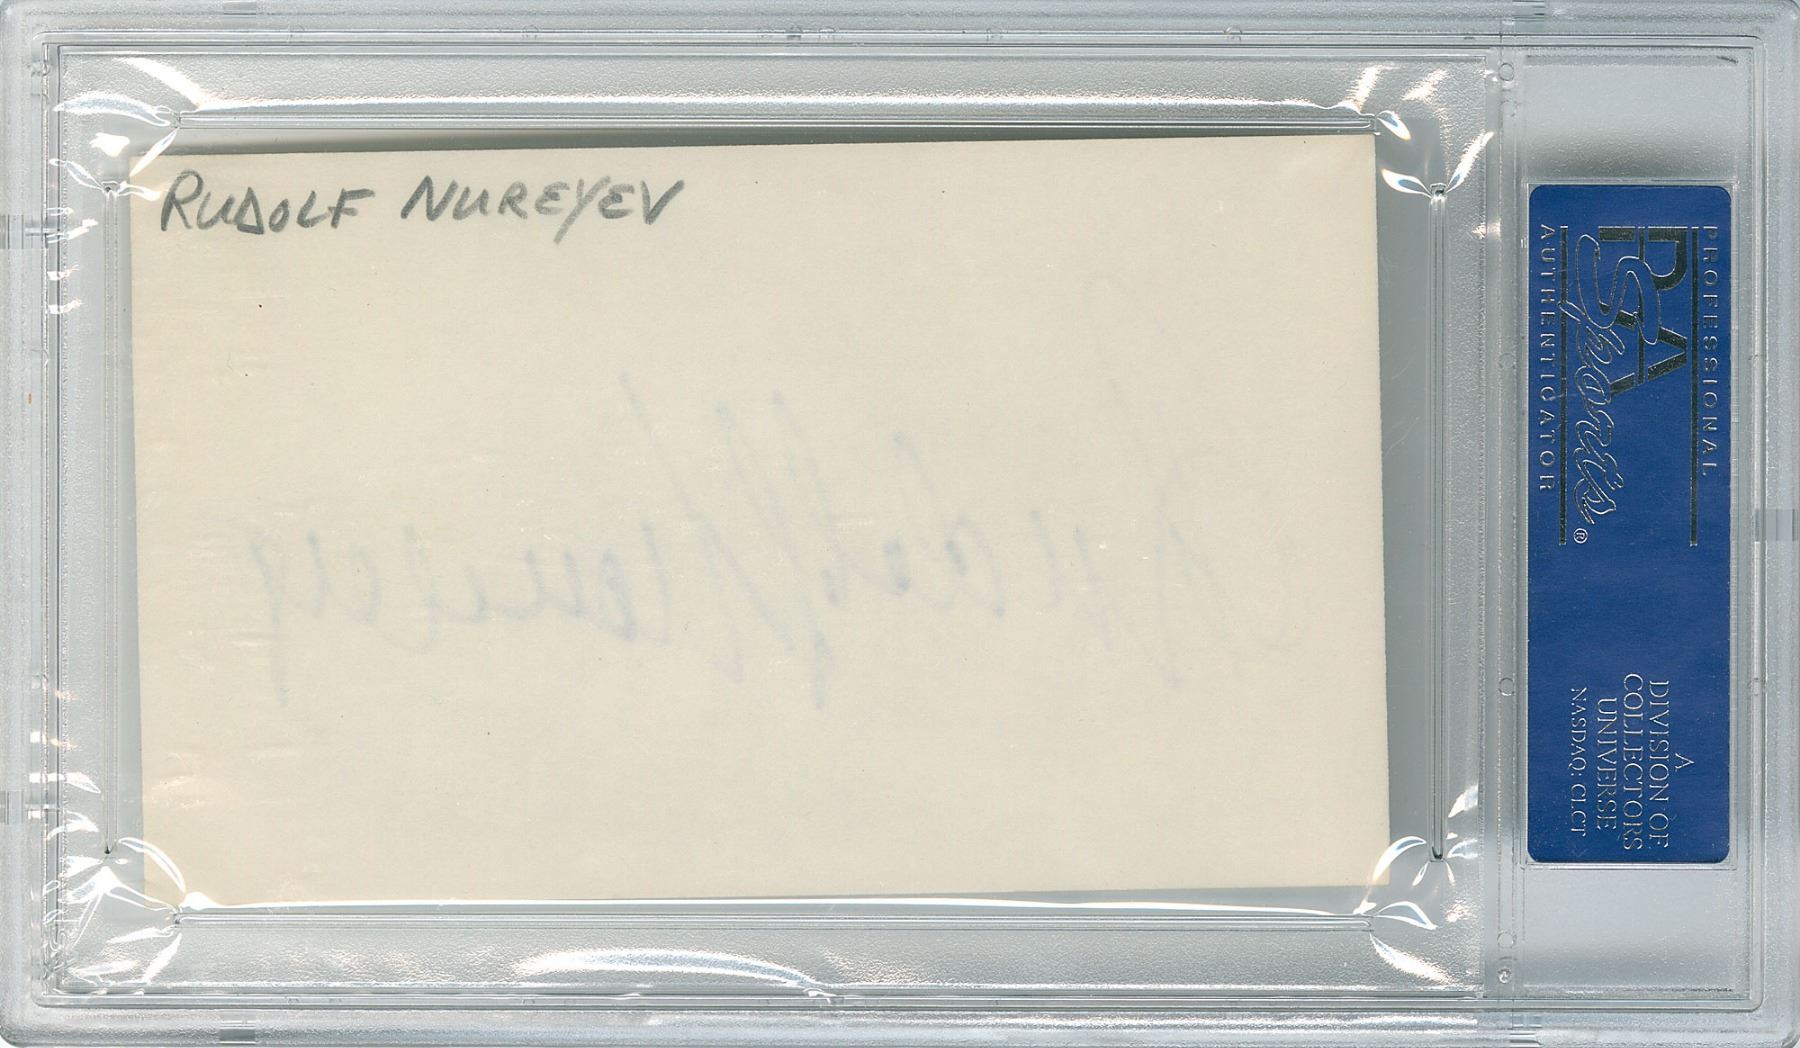 RUDOLF NUREYEV
PROFESSIONAL
PSA
Sports®
AUTHENTICATOR
A
DIVISION OF
COLLECTORS
UNIVERSE
NASDAQ: CLCT